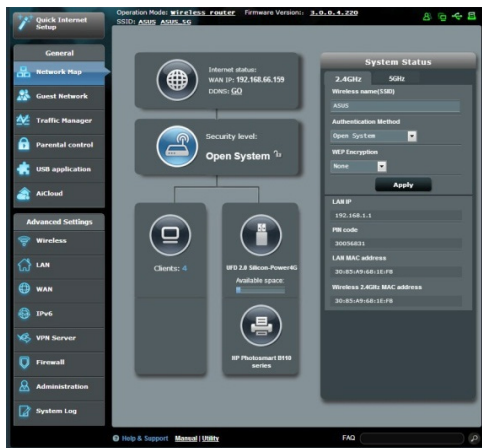 Quick Internet
Setup
Operation Mode: Wireless router Firmware Version: 3.0.0.4.220
SSID: ASUS ASUS_5G
General
Network Map
Guest Network
Traffic Manager
Parental control
USB application
AiCloud
Advanced Settings
Wireless
LAN
WAN
IPv6
VPN Server
Firewall
Administration
System Log
Internet status:
WAN IP: 192.168.66.159
DDNS: GO
Security level:
Open System
Clients: 4
UFD 2.0 Silicon-Power4G
Available space:
HP Photosmart B110
series
System Status
2.4GHz 5GHz
Wireless name(SSID)
ASUS
Authentication Method
Open System
WEP Encryption
None
Apply
LAN IP
192.168.1.1
PIN code
30056831
LAN MAC address
30:85:A9:68:1E:F8
Wireless 2.4GHz MAC address
30:85:A9:68:1E:F8
Help & Support Manual | Utility FAQ